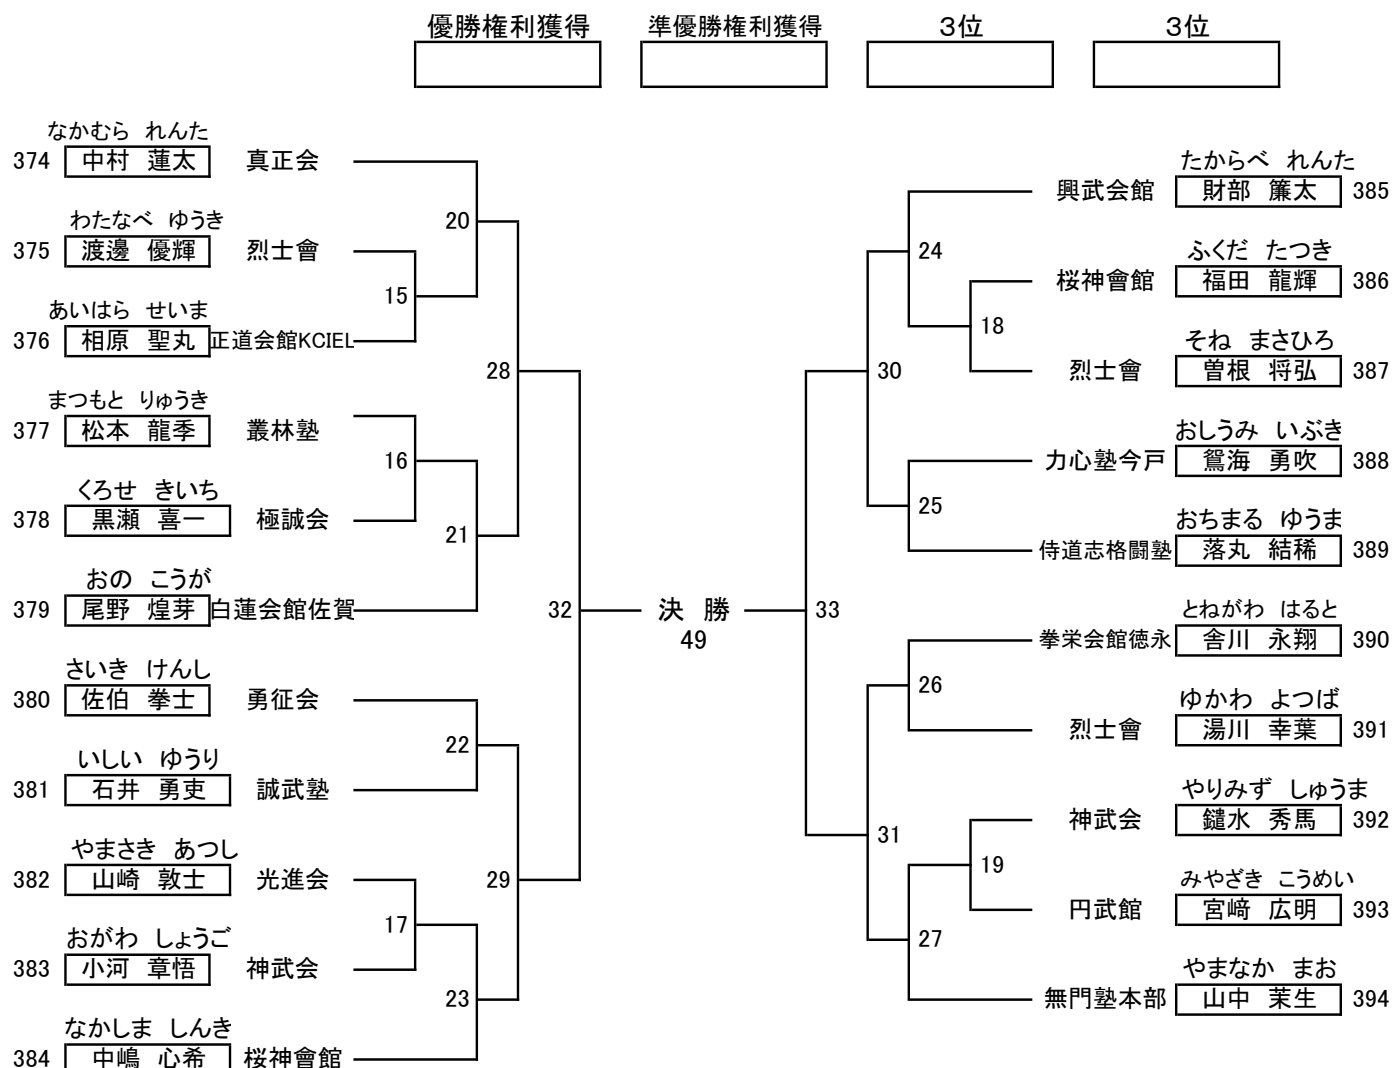 優勝権利獲得 準優勝権利獲得 3位 3位
なかむら れんた
374 中村 蓮太 真正会
20
わたなべ ゆうき
375 渡邊 優輝 烈士會
15
あいはら せいま
376 相原 聖丸 正道会館KCIEL
28
まつもと りゅうき
377 松本 龍季 叢林塾
16
くろせ きいち
378 黒瀬 喜一 極誠会
21
おの こうが
379 尾野 煌芽 白蓮会館佐賀
32
さいき けんし
380 佐伯 拳士 勇征会
22
いしい ゆうり
381 石井 勇吏 誠武塾
29
やまさき あつし
382 山崎 敦士 光進会
17
おがわ しょうご
383 小河 章悟 神武会
23
なかしま しんき
384 中嶋 心希 桜神會館
決 勝
49
たからべ れんた
興武会館 財部 簾太 385
24
ふくだ たつき
桜神會館 福田 龍輝 386
18
そね まさひろ
烈士會 曽根 将弘 387
30
おしうみ いぶき
力心塾今戸 鴛海 勇吹 388
25
おちまる ゆうま
侍道志格闘塾 落丸 結稀 389
33
とねがわ はると
拳栄会館徳永 舎川 永翔 390
26
ゆかわ よつば
烈士會 湯川 幸葉 391
31
やりみず しゅうま
神武会 鑓水 秀馬 392
19
みやざき こうめい
円武館 宮﨑 広明 393
27
やまなか まお
無門塾本部 山中 茉生 394